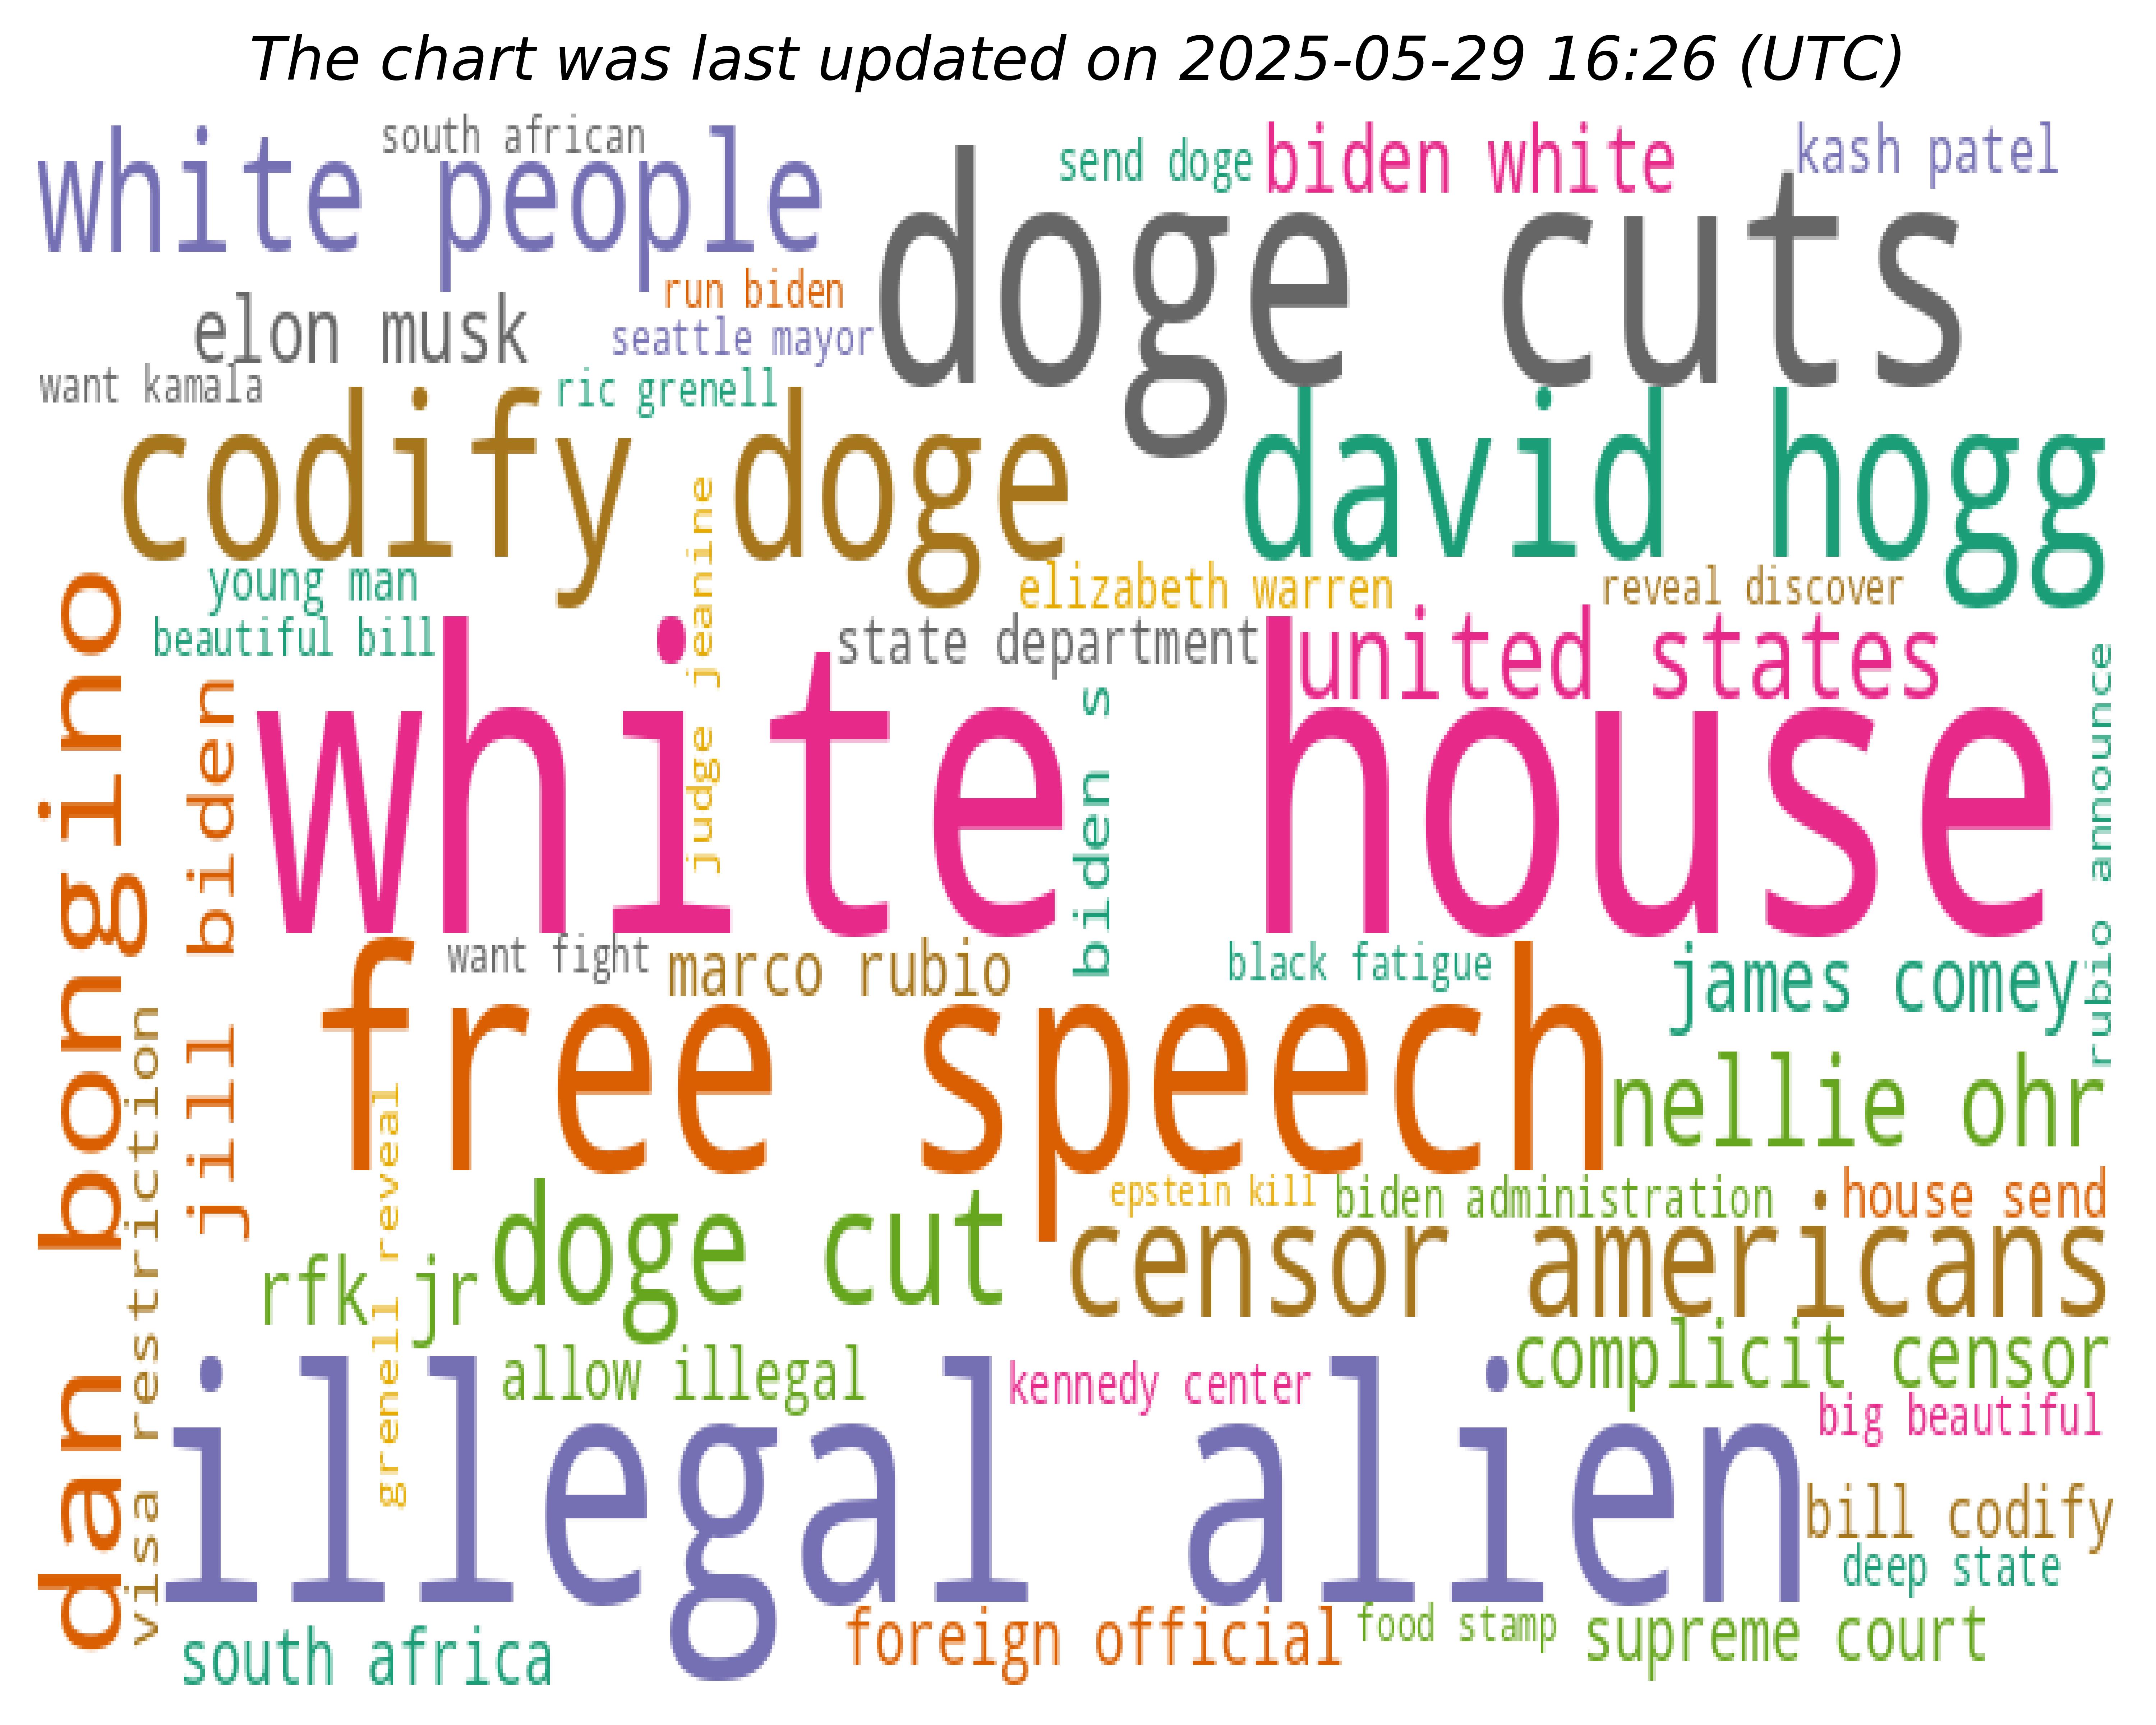 The chart was last updated on 2025-05-29 16:26 (UTC)
white people
south african
send doge
biden white
kash patel
doge cuts
run biden
elon musk
seattle mayor
want kamala
ric grenell
codify doge
david hogg
judge jeanine
young man
elizabeth warren
reveal discover
beautiful bill
state department
united states
dan bongino
jill biden
white house
biden s
rubio announce
want fight
marco rubio
black fatigue
james comey
free speech
nellie ohr
visa restriction
grenell reveal
epstein kill
biden administration
house send
rfk jr
doge cut
censor americans
allow illegal
kennedy center
complicit censor
big beautiful
illegal alien
bill codify
deep state
south africa
foreign official
food stamp
supreme court